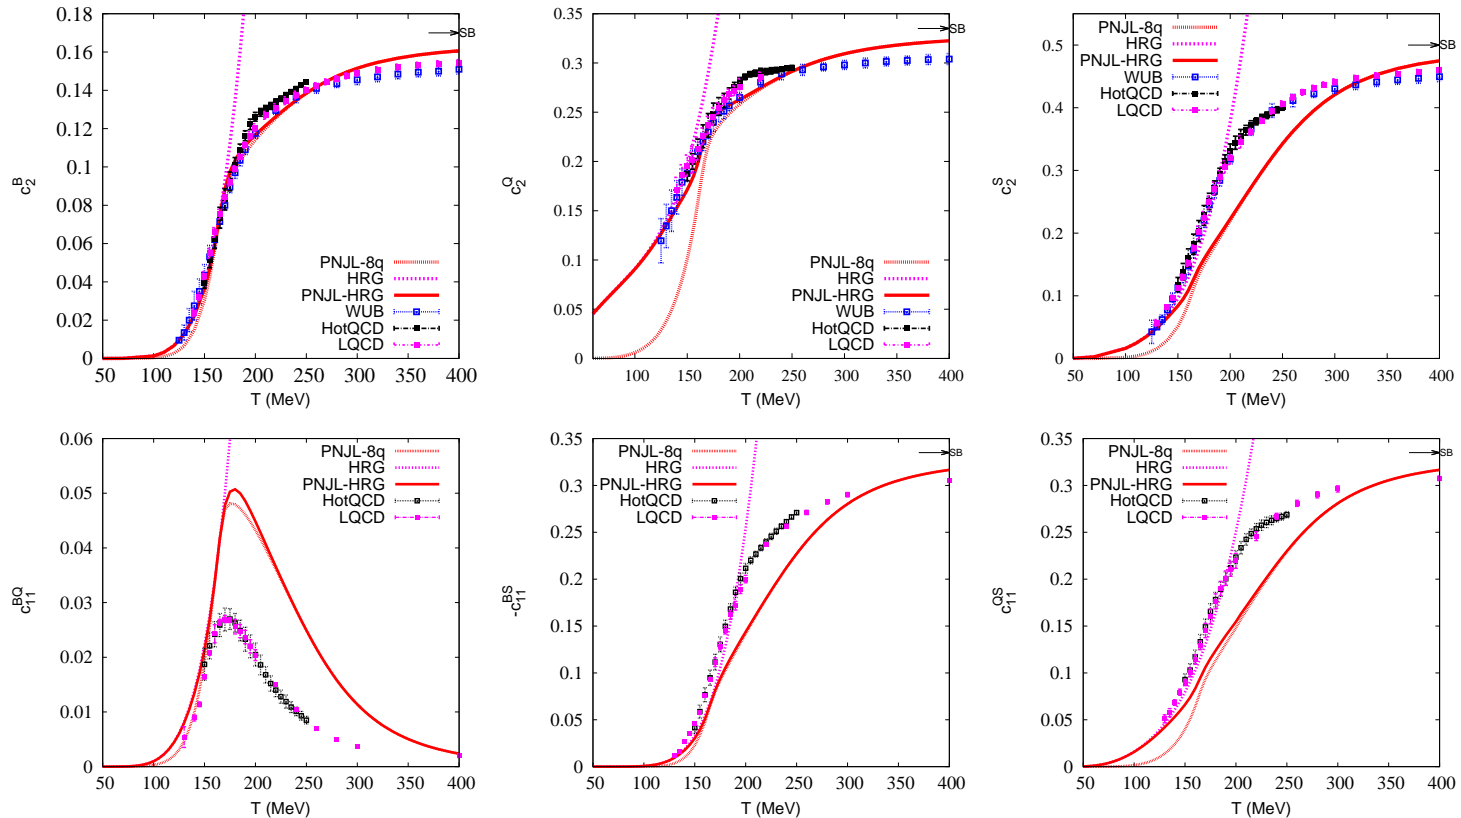 0.18
0.16
0.14
0.12
0.1
0.08
0.06
0.04
0.02
0
50 100 150 200 250 300 350 400
c2^B
T (MeV)
SB
PNJL-8q
HRG
PNJL-HRG
WUB
HotQCD
LQCD
0.35
0.3
0.25
0.2
0.15
0.1
0.05
0
100 150 200 250 300 350 400
c2^Q
T (MeV)
SB
PNJL-8q
HRG
PNJL-HRG
WUB
HotQCD
LQCD
0.5
0.4
0.3
0.2
0.1
0
50 100 150 200 250 300 350 400
c2^S
T (MeV)
SB
PNJL-8q
HRG
PNJL-HRG
WUB
HotQCD
LQCD
0.06
0.05
0.04
0.03
0.02
0.01
0
50 100 150 200 250 300 350 400
c11^BQ
T (MeV)
PNJL-8q
HRG
PNJL-HRG
HotQCD
LQCD
0.35
0.3
0.25
0.2
0.15
0.1
0.05
0
50 100 150 200 250 300 350 400
-c11^BS
T (MeV)
SB
PNJL-8q
HRG
PNJL-HRG
HotQCD
LQCD
0.35
0.3
0.25
0.2
0.15
0.1
0.05
0
50 100 150 200 250 300 350 400
c11^QS
T (MeV)
SB
PNJL-8q
HRG
PNJL-HRG
HotQCD
LQCD